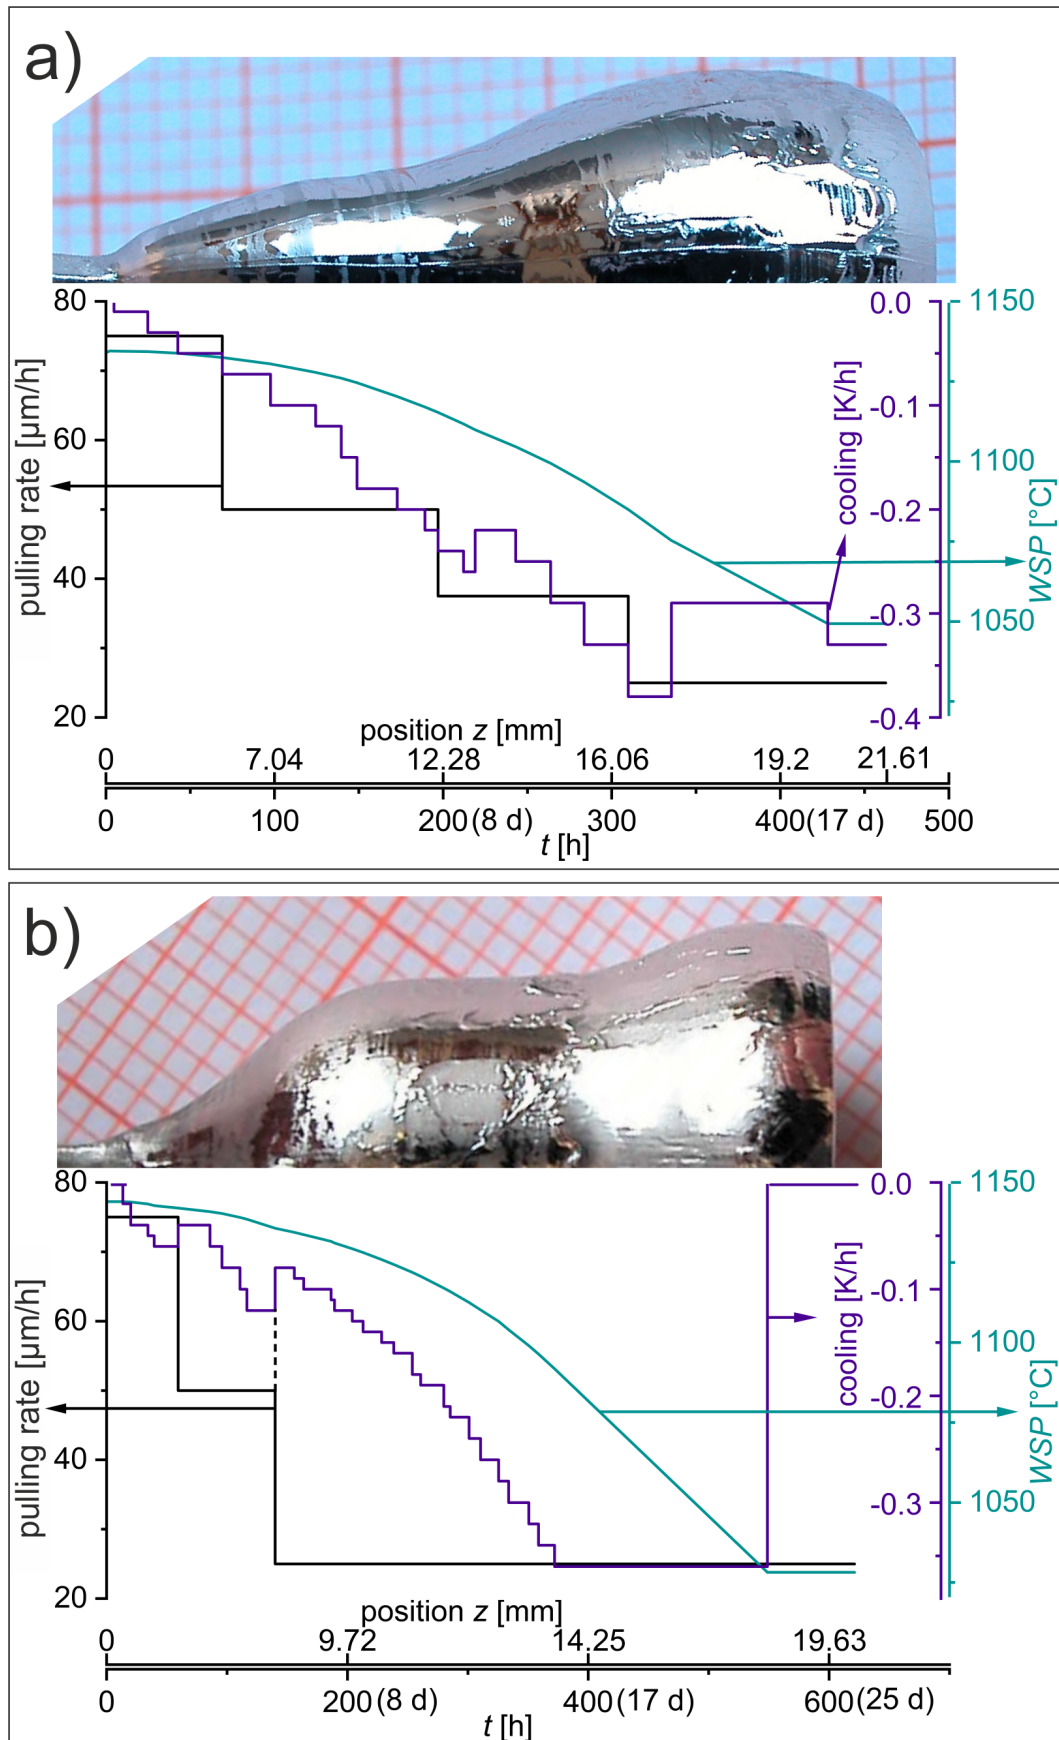 a)
80
60
40
20
pulling rate [µm/h]
0.0
-0.1
-0.2
-0.3
-0.4
cooling [K/h]
1150
1100
1050
WSP [°C]
position z [mm]
0 7.04 12.28 16.06 19.2 21.61
0 100 200 (8 d) 300 400 (17 d) 500
t [h]
b)
80
60
40
20
pulling rate [µm/h]
0.0
-0.1
-0.2
-0.3
cooling [K/h]
1150
1100
1050
WSP [°C]
position z [mm]
0 9.72 14.25 19.63
0 200 (8 d) 400 (17 d) 600 (25 d)
t [h]